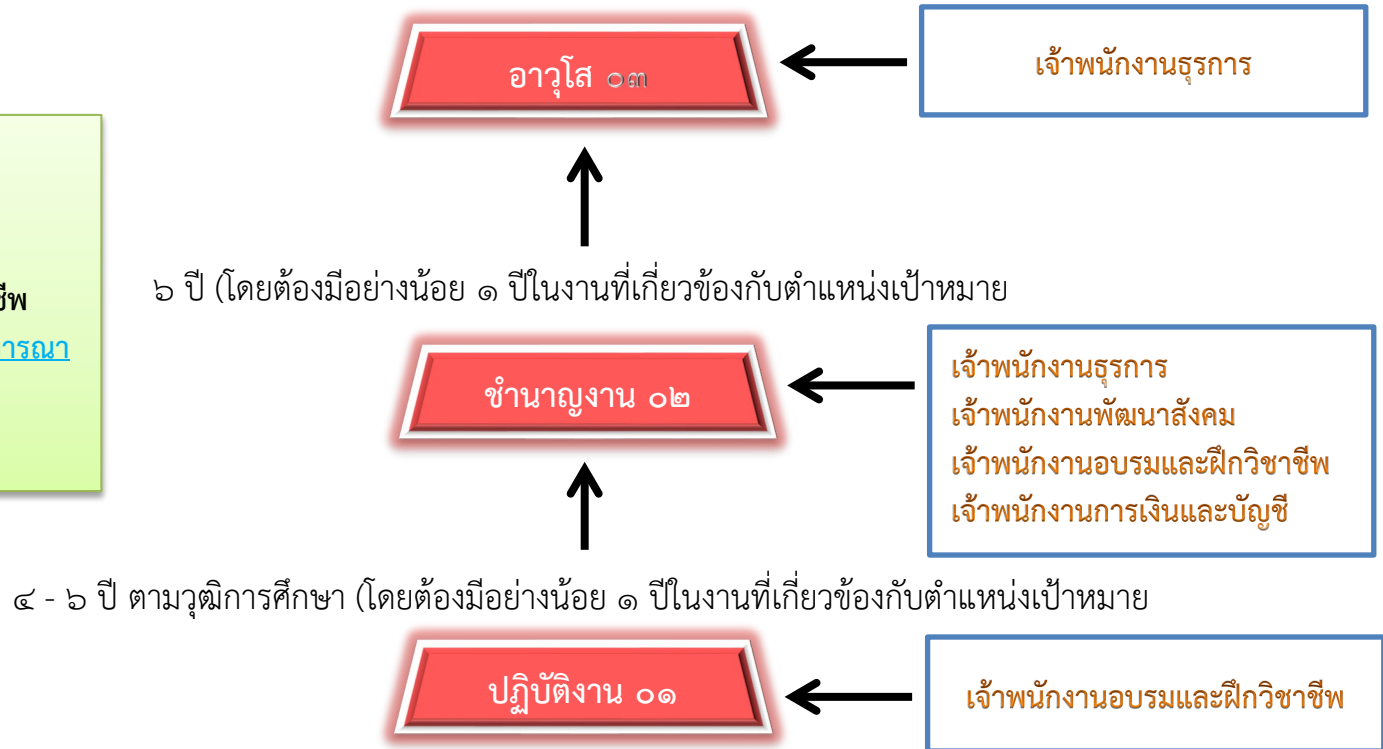 อาวุโส ๐๓
เจ้าพนักงานธุรการ
๖ ปี (โดยต้องมีอย่างน้อย ๑ ปีในงานที่เกี่ยวข้องกับตำแหน่งเป้าหมาย
ชีพ
ารณา
ชำนาญงาน ๐๒
เจ้าพนักงานธุรการ
เจ้าพนักงานพัฒนาสังคม
เจ้าพนักงานอบรมและฝึกวิชาชีพ
เจ้าพนักงานการเงินและบัญชี
๔ - ๖ ปี ตามวุฒิการศึกษา (โดยต้องมีอย่างน้อย ๑ ปีในงานที่เกี่ยวข้องกับตำแหน่งเป้าหมาย
ปฏิบัติงาน ๐๑
เจ้าพนักงานอบรมและฝึกวิชาชีพ